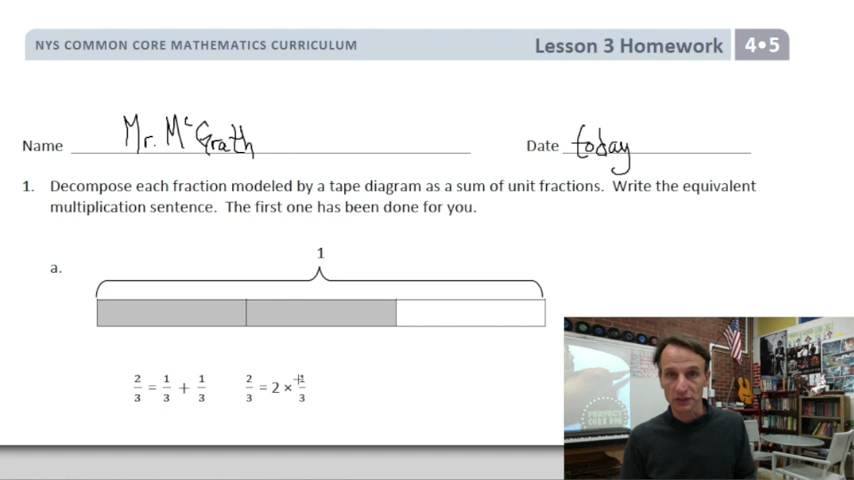 NYS COMMON CORE MATHEMATICS CURRICULUM Lesson 3 Homework 4•5
Name Mr. McGrath Date today
1. Decompose each fraction modeled by a tape diagram as a sum of unit fractions. Write the equivalent
multiplication sentence. The first one has been done for you.
1
a.
2/3 = 1/3 + 1/3 2/3 = 2 × 1/3
PERFECT